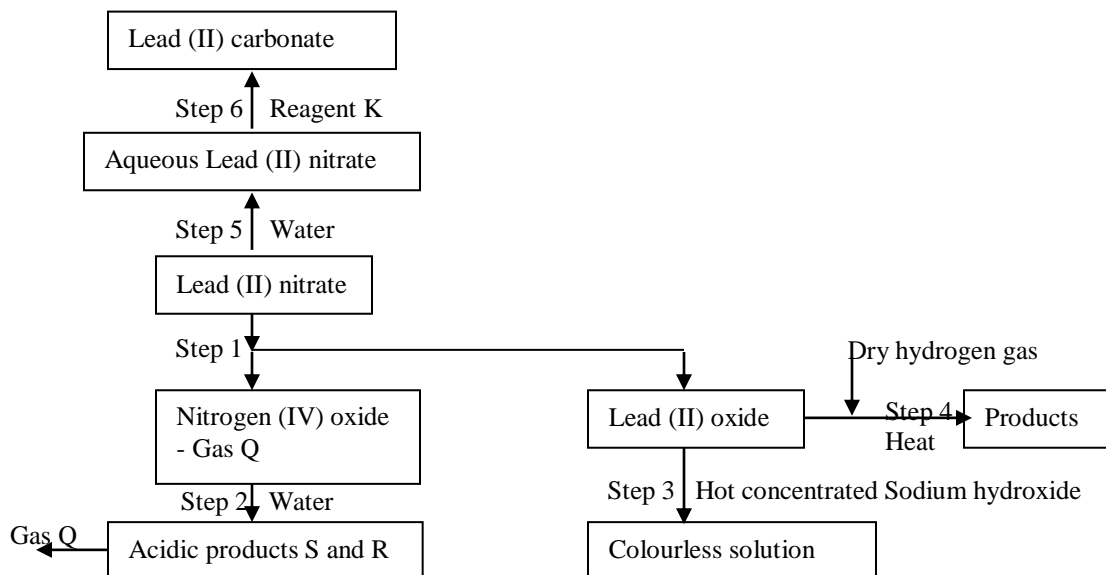 Lead (II) carbonate
Step 6 Reagent K
Aqueous Lead (II) nitrate
Step 5 Water
Lead (II) nitrate
Step 1
Dry hydrogen gas
Nitrogen (IV) oxide
- Gas Q
Lead (II) oxide
Step 4
Heat
Products
Step 2 Water
Step 3 Hot concentrated Sodium hydroxide
Gas Q
Acidic products S and R
Colourless solution